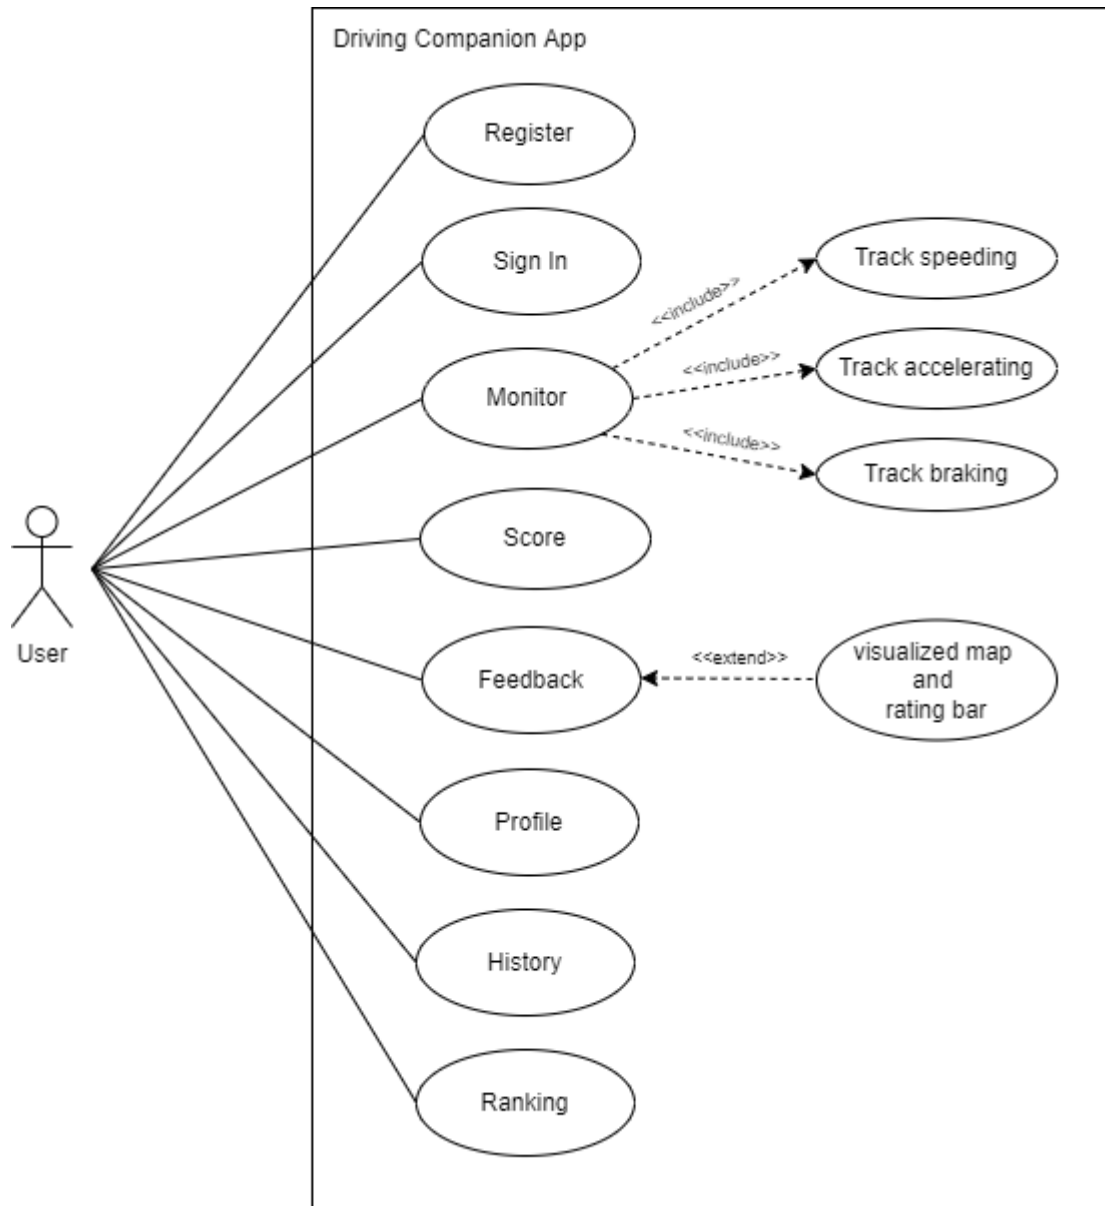 Driving Companion App
Register
Sign In
Track speeding
<<include>>
Monitor
<<include>>
Track accelerating
<<include>>
Track braking
Score
User
Feedback
<<extend>>
visualized map
and
rating bar
Profile
History
Ranking